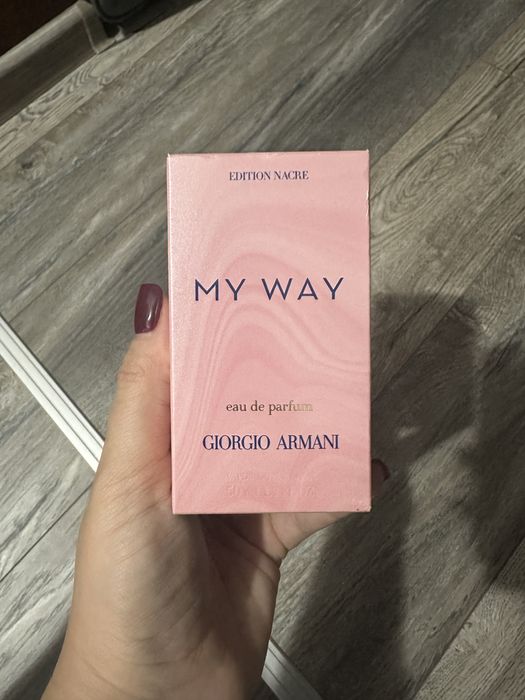 EDITION NACRE
MY WAY
eau de parfum
GIORGIO ARMANI